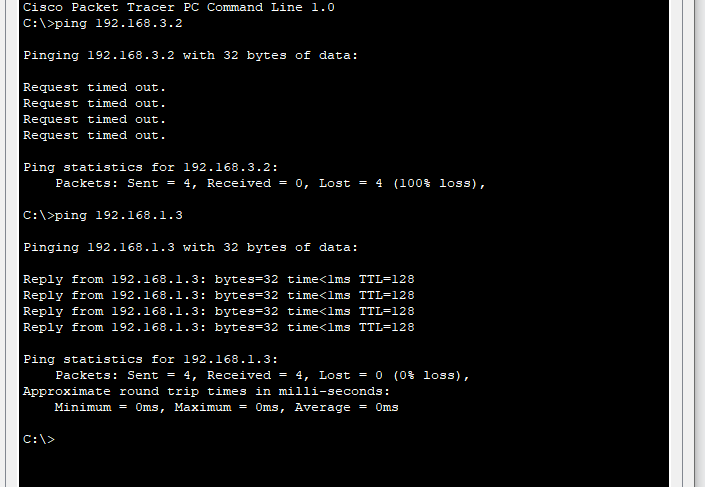 Cisco Packet Tracer PC Command Line 1.0
C:\>ping 192.168.3.2
Pinging 192.168.3.2 with 32 bytes of data:
Request timed out.
Request timed out.
Request timed out.
Request timed out.
Ping statistics for 192.168.3.2:
Packets: Sent = 4, Received = 0, Lost = 4 (100% loss),
C:\>ping 192.168.1.3
Pinging 192.168.1.3 with 32 bytes of data:
Reply from 192.168.1.3: bytes=32 time<1ms TTL=128
Reply from 192.168.1.3: bytes=32 time<1ms TTL=128
Reply from 192.168.1.3: bytes=32 time<1ms TTL=128
Reply from 192.168.1.3: bytes=32 time<1ms TTL=128
Ping statistics for 192.168.1.3:
Packets: Sent = 4, Received = 4, Lost = 0 (0% loss),
Approximate round trip times in milli-seconds:
Minimum = 0ms, Maximum = 0ms, Average = 0ms
C:\>